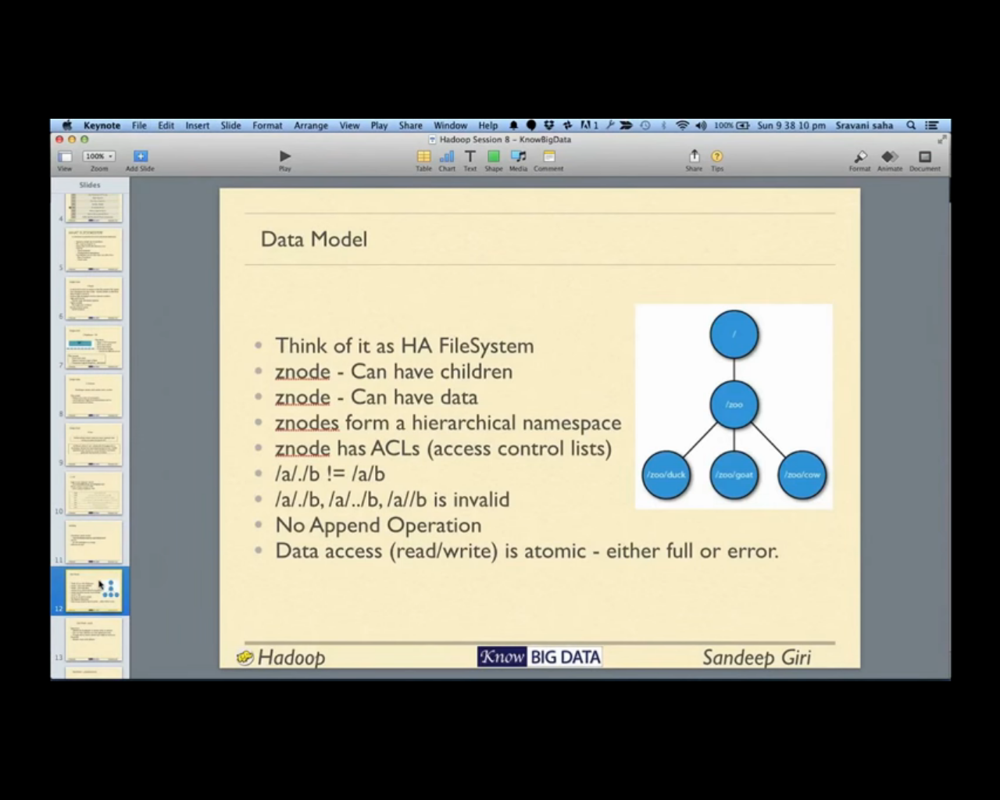 Keynote File Edit Insert Slide Format Arrange View Play Share Window Help 1 100% Sun 9 38 10 pm Sravani saha
Hadoop Session 8 – KnowBigData
100%
View Zoom Add Slide Play Table Chart Text Shape Media Comment Share Tips Format Animate Document
Slides
4
5
6
7
8
9
10
11
12
13
Data Model
• Think of it as HA FileSystem
• znode - Can have children
• znode - Can have data
• znodes form a hierarchical namespace
• znode has ACLs (access control lists)
• /a/./b != /a/b
• /a/./b, /a/../b, /a//b is invalid
• No Append Operation
• Data access (read/write) is atomic - either full or error.
/
/zoo
/zoo/duck /zoo/goat /zoo/cow
Hadoop Know BIG DATA Sandeep Giri